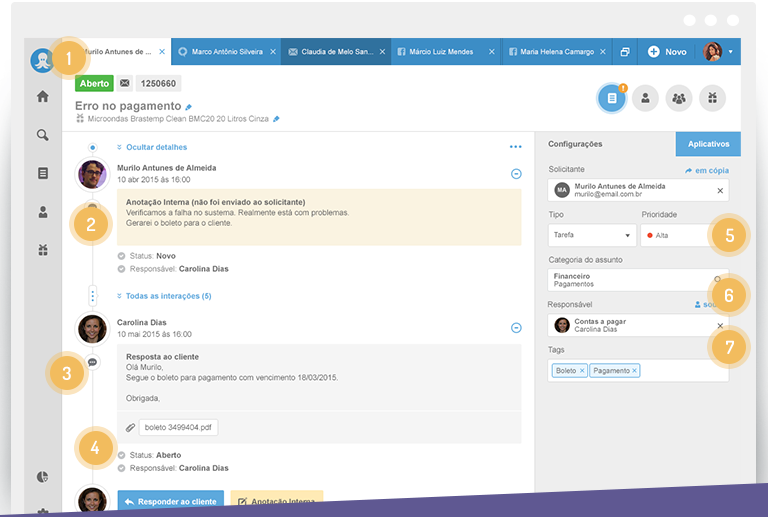 1
Murilo Antunes de ...
Marco Antônio Silveira
Claudia de Melo San...
Márcio Luiz Mendes
Maria Helena Camargo
Novo
Aberto
1250660
Erro no pagamento
Microondas Brastemp Clean BMC20 20 Litros Cinza
Ocultar detalhes
Murilo Antunes de Almeida
10 abr 2015 às 16:00
2
Anotação Interna (não foi enviado ao solicitante)
Verificamos a falha no sustema. Realmente está com problemas.
Gerarei o boleto para o cliente.
Status: Novo
Responsável: Carolina Dias
Todas as interações (5)
Carolina Dias
10 mai 2015 às 16:00
3
Resposta ao cliente
Olá Murilo,
Segue o boleto para pagamento com vencimento 18/03/2015.
Obrigada,
boleto 3499404.pdf
4
Status: Aberto
Responsável: Carolina Dias
Responder ao cliente
Anotação Interna
Configurações
Aplicativos
Solicitante
em cópia
MA
Murilo Antunes de Almeida
murilo@email.com.br
Tipo
Prioridade
Tarefa
Alta
5
Categoria do assunto
Financeiro
Pagamentos
6
Responsável
Contas a pagar
Carolina Dias
7
Tags
Boleto
Pagamento